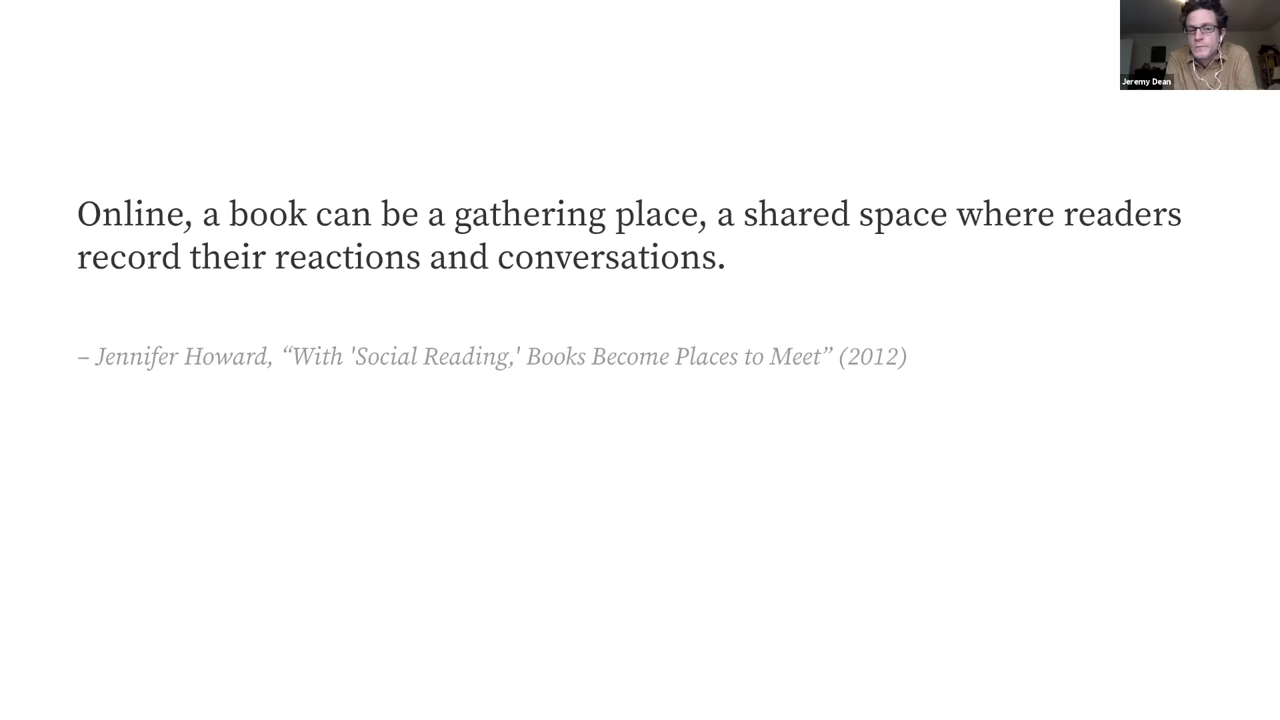 Jeremy Dean
Online, a book can be a gathering place, a shared space where readers
record their reactions and conversations.
– Jennifer Howard, “With 'Social Reading,' Books Become Places to Meet” (2012)